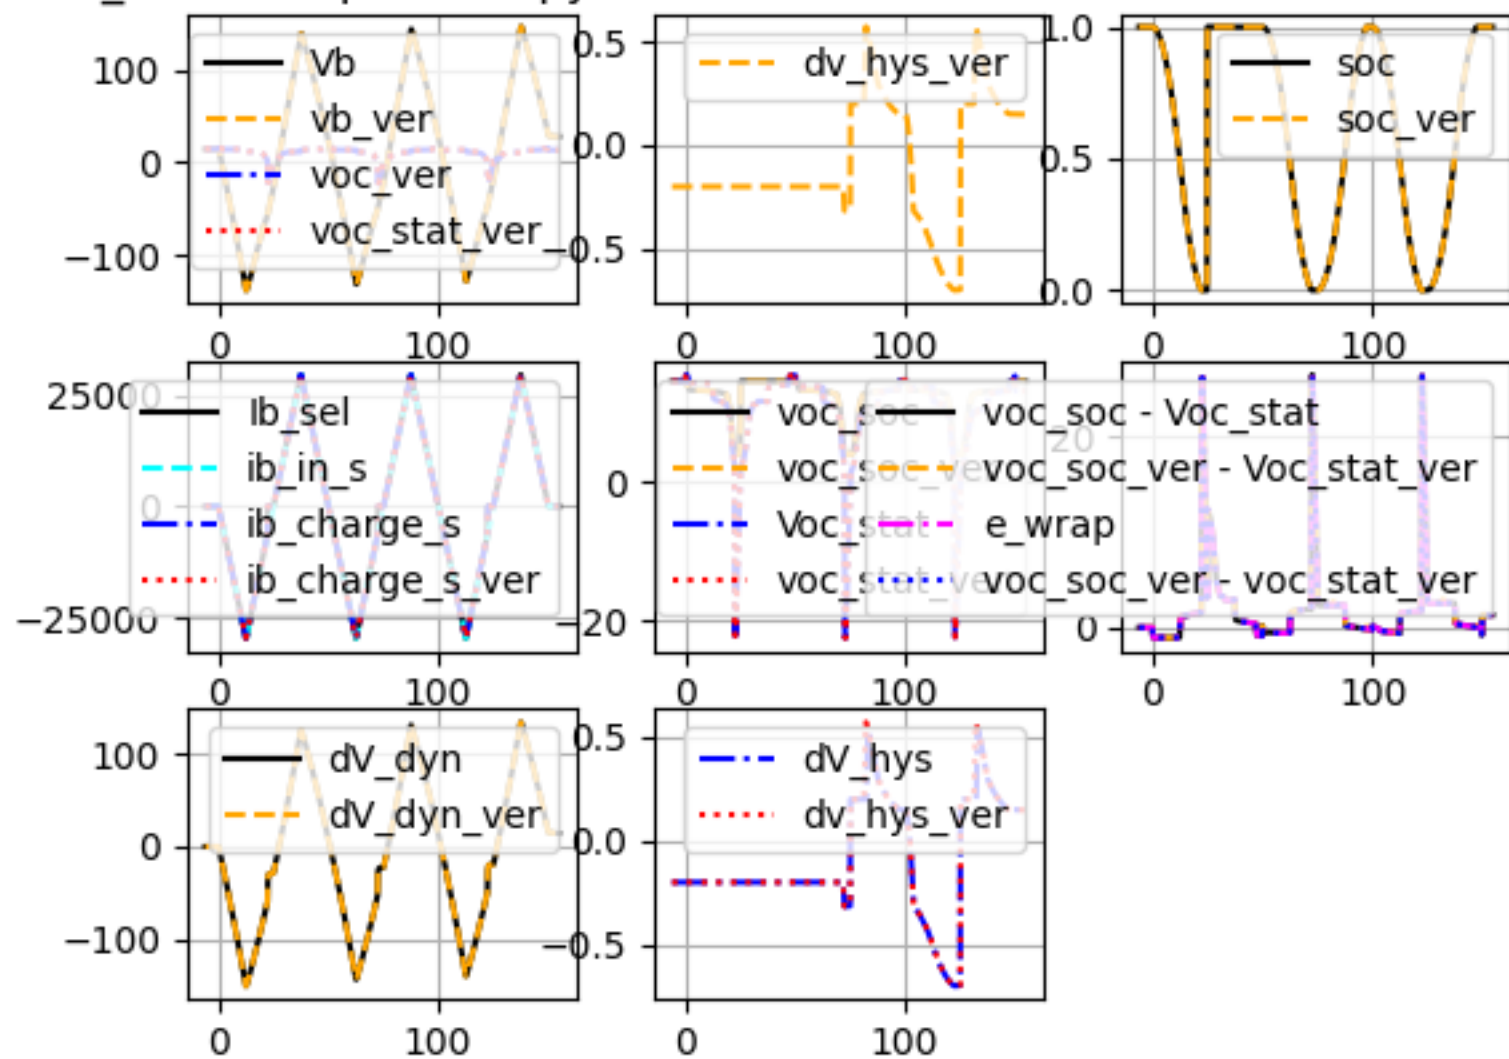 100
0
−100
Vb
vb_ver
voc_ver
voc_stat_ver
0
100
0.5
0.0
−0.5
dv_hys_ver
0
100
1.0
0.5
0.0
soc
soc_ver
0
100
25000
0
−25000
Ib_sel
ib_in_s
ib_charge_s
ib_charge_s_ver
0
100
0
−20
voc_soc
voc_soc_ver
Voc_stat
voc_stat_ver
0
100
20
0
voc_soc - Voc_stat
voc_soc_ver - Voc_stat_ver
e_wrap
voc_soc_ver - voc_stat_ver
0
100
100
0
−100
dV_dyn
dV_dyn_ver
0
100
0.5
0.0
−0.5
dV_hys
dv_hys_ver
0
100